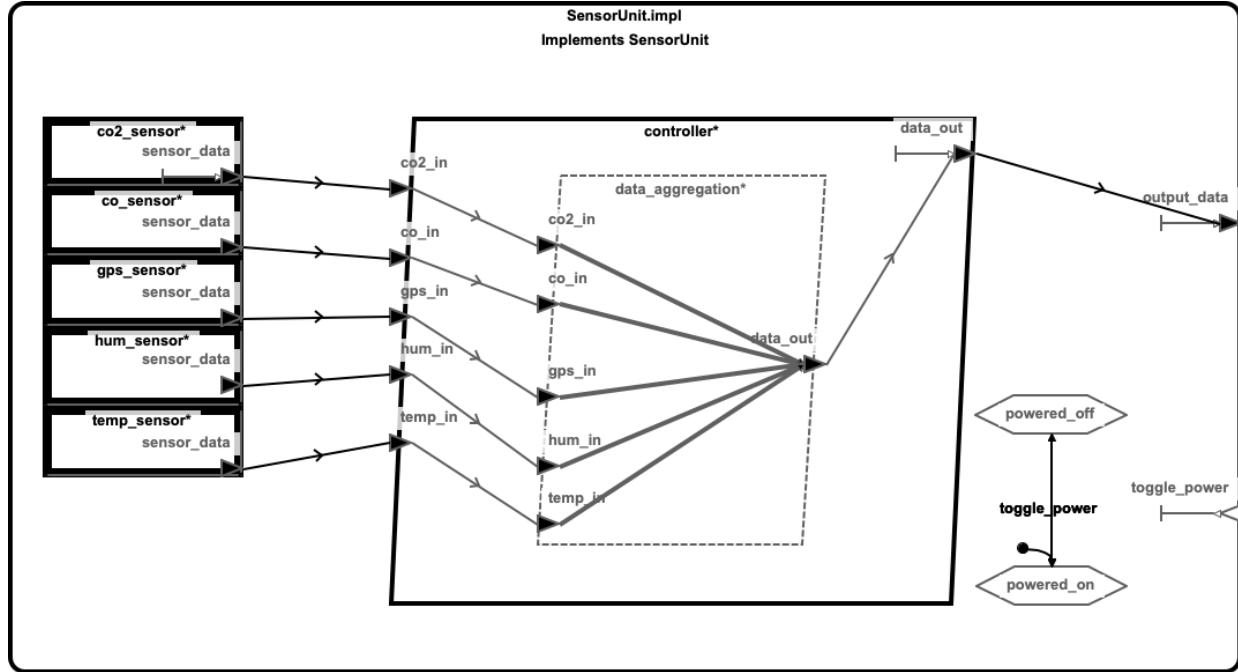 SensorUnit.impl
Implements SensorUnit
co2_sensor*
sensor_data
co_sensor*
sensor_data
gps_sensor*
sensor_data
hum_sensor*
sensor_data
temp_sensor*
sensor_data
controller*
co2_in
co_in
gps_in
hum_in
temp_in
data_aggregation*
co2_in
co_in
gps_in
hum_in
temp_in
data_out
data_out
output_data
powered_off
toggle_power
powered_on
toggle_power